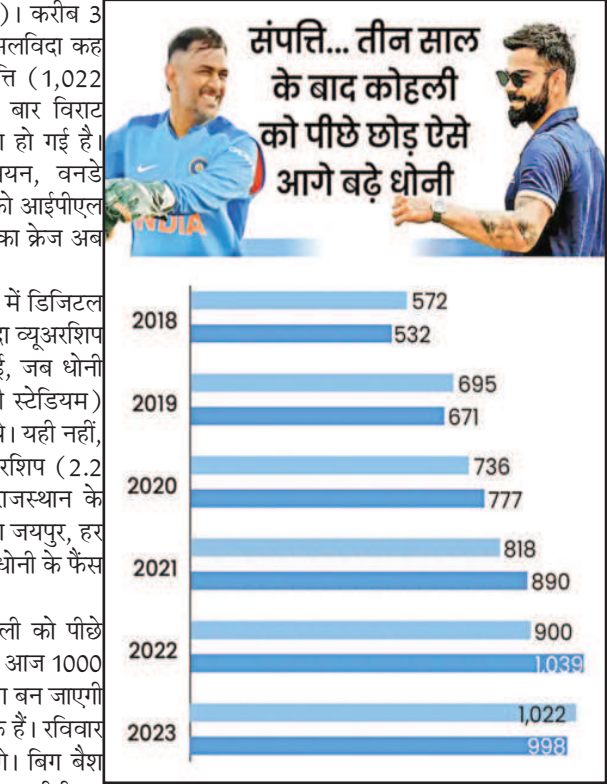 )। करीब 3
अलविदा कह
त्ति (1,022
बार विराट
हो गई है।
यन, वनडे
को आईपीएल
का क्रेज अब
में डिजिटल
व्यूअरशिप
ई, जब धोनी
स्टेडियम)
थे। यही नहीं,
रशिप (2.2
राजस्थान के
जयपुर, हर
धोनी के फैंस
ली को पीछे
आज 1000
बन जाएगी
हैं। रविवार
गे। बिग बैश
संपत्ति... तीन साल
के बाद कोहली
को पीछे छोड़ ऐसे
आगे बढ़े धोनी
INDIA
2018
572
532
2019
695
671
2020
736
777
2021
818
890
2022
900
1.039
2023
1,022
998